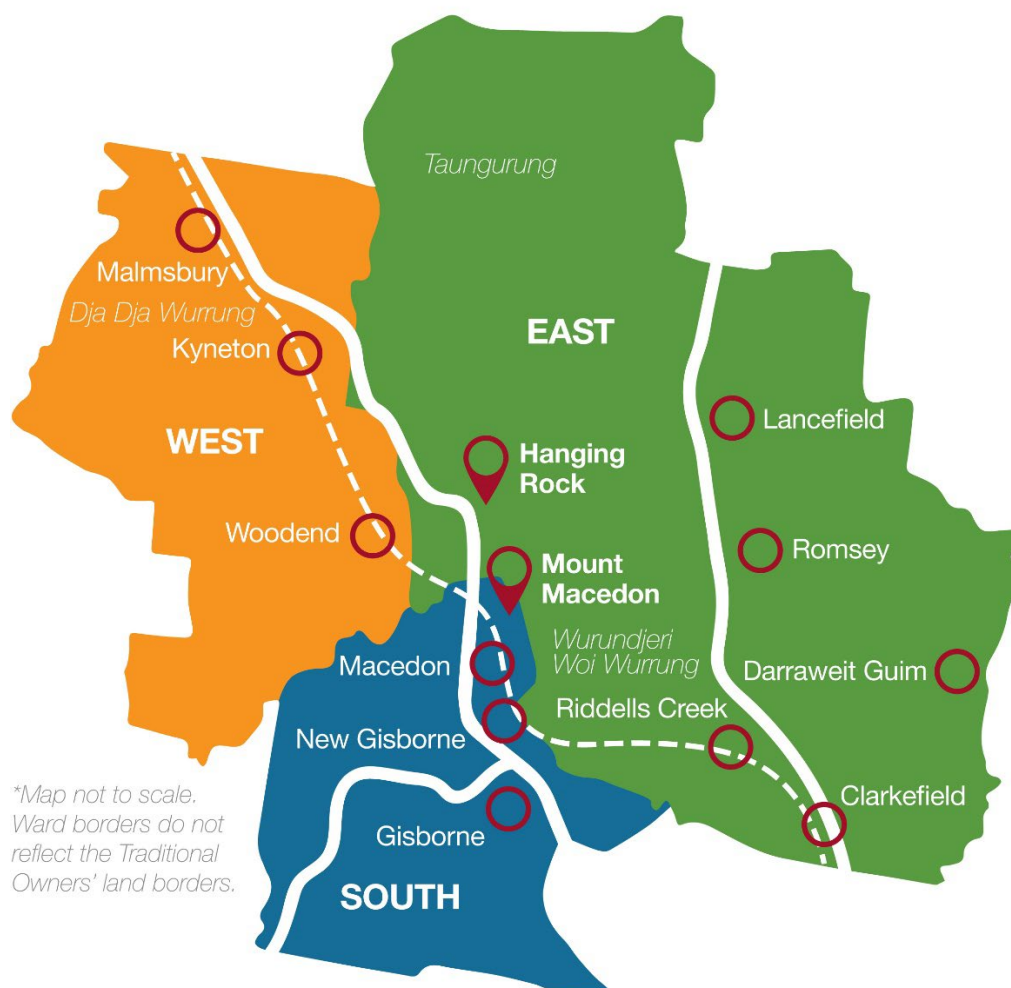 Taungurung
Malmsbury
Dja Dja Wurrung
Kyneton
EAST
WEST
Lancefield
Hanging
Rock
Woodend
Romsey
Mount
Macedon
Wurundjeri
Woi Wurrung
Macedon
Darraweit Guim
Riddells Creek
New Gisborne
*Map not to scale.
Ward borders do not
reflect the Traditional
Owners' land borders.
Clarkefield
Gisborne
SOUTH